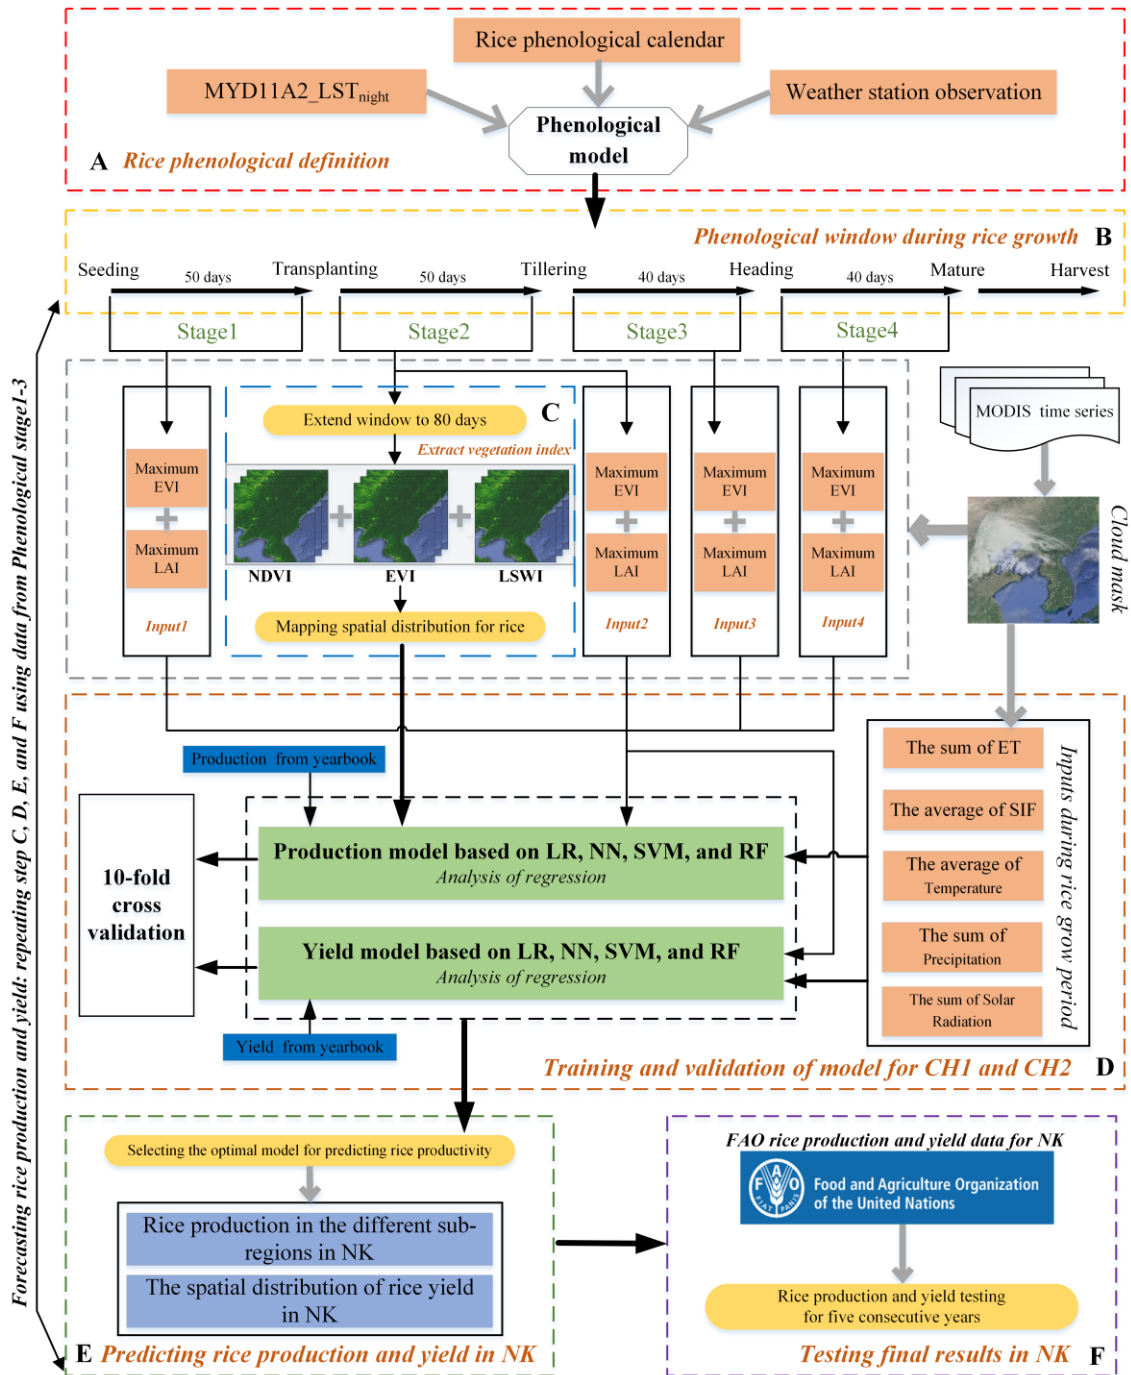 Rice phenological calendar
MYD11A2_LSTnight
Weather station observation
Phenological
model
A Rice phenological definition
Phenological window during rice growth B
Seeding 50 days Transplanting 50 days Tillering 40 days Heading 40 days Mature Harvest
Stage1 Stage2 Stage3 Stage4
Forecasting rice production and yield: repeating step C, D, E, and F using data from Phenological stage1-3
C
Extend window to 80 days
Extract vegetation index
MODIS time series
Cloud mask
Maximum
EVI
+
Maximum
LAI
Input1
+ +
NDVI EVI LSWI
Mapping spatial distribution for rice
Maximum
EVI
+
Maximum
LAI
Input2
Maximum
EVI
+
Maximum
LAI
Input3
Maximum
EVI
+
Maximum
LAI
Input4
Production from yearbook
10-fold
cross
validation
Production model based on LR, NN, SVM, and RF
Analysis of regression
Yield model based on LR, NN, SVM, and RF
Analysis of regression
Yield from yearbook
The sum of ET
The average of SIF
The average of
Temperature
The sum of
Precipitation
The sum of Solar
Radiation
Inputs during rice grow period
Training and validation of model for CH1 and CH2 D
Selecting the optimal model for predicting rice productivity
Rice production in the different sub-
regions in NK
The spatial distribution of rice yield
in NK
E Predicting rice production and yield in NK
FAO rice production and yield data for NK
F A O
FIAT PANIS
Food and Agriculture Organization
of the United Nations
Rice production and yield testing
for five consecutive years
Testing final results in NK F